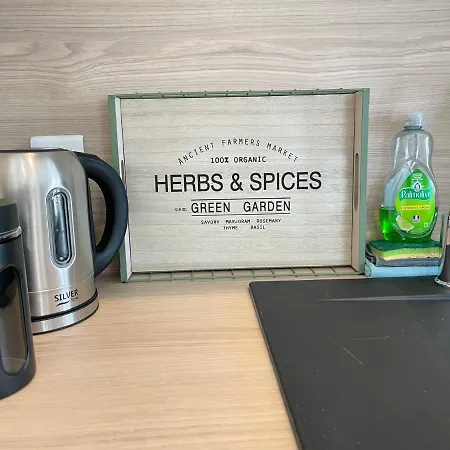 ANCIENT FARMERS MARKET
100% ORGANIC
HERBS & SPICES
GREEN GARDEN
SAVORY MARJORAM ROSEMARY
THYME BASIL
SILVER
Palmolive